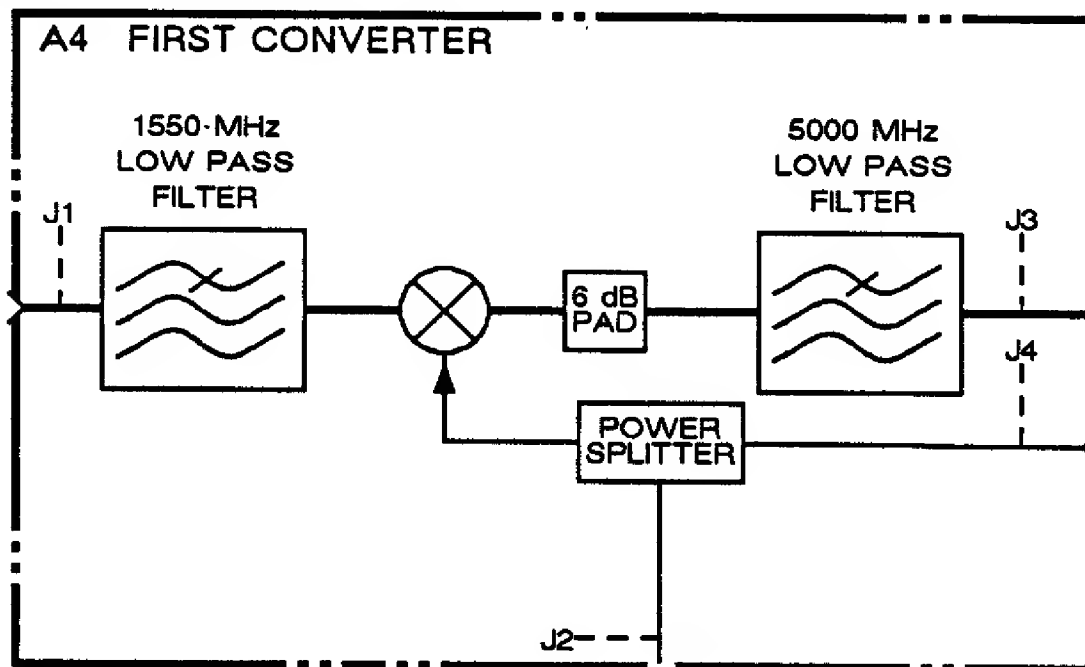 A4 FIRST CONVERTER
1550·MHz
LOW PASS
FILTER
5000 MHz
LOW PASS
FILTER
J1
J3
6 dB
PAD
J4
POWER
SPLITTER
J2